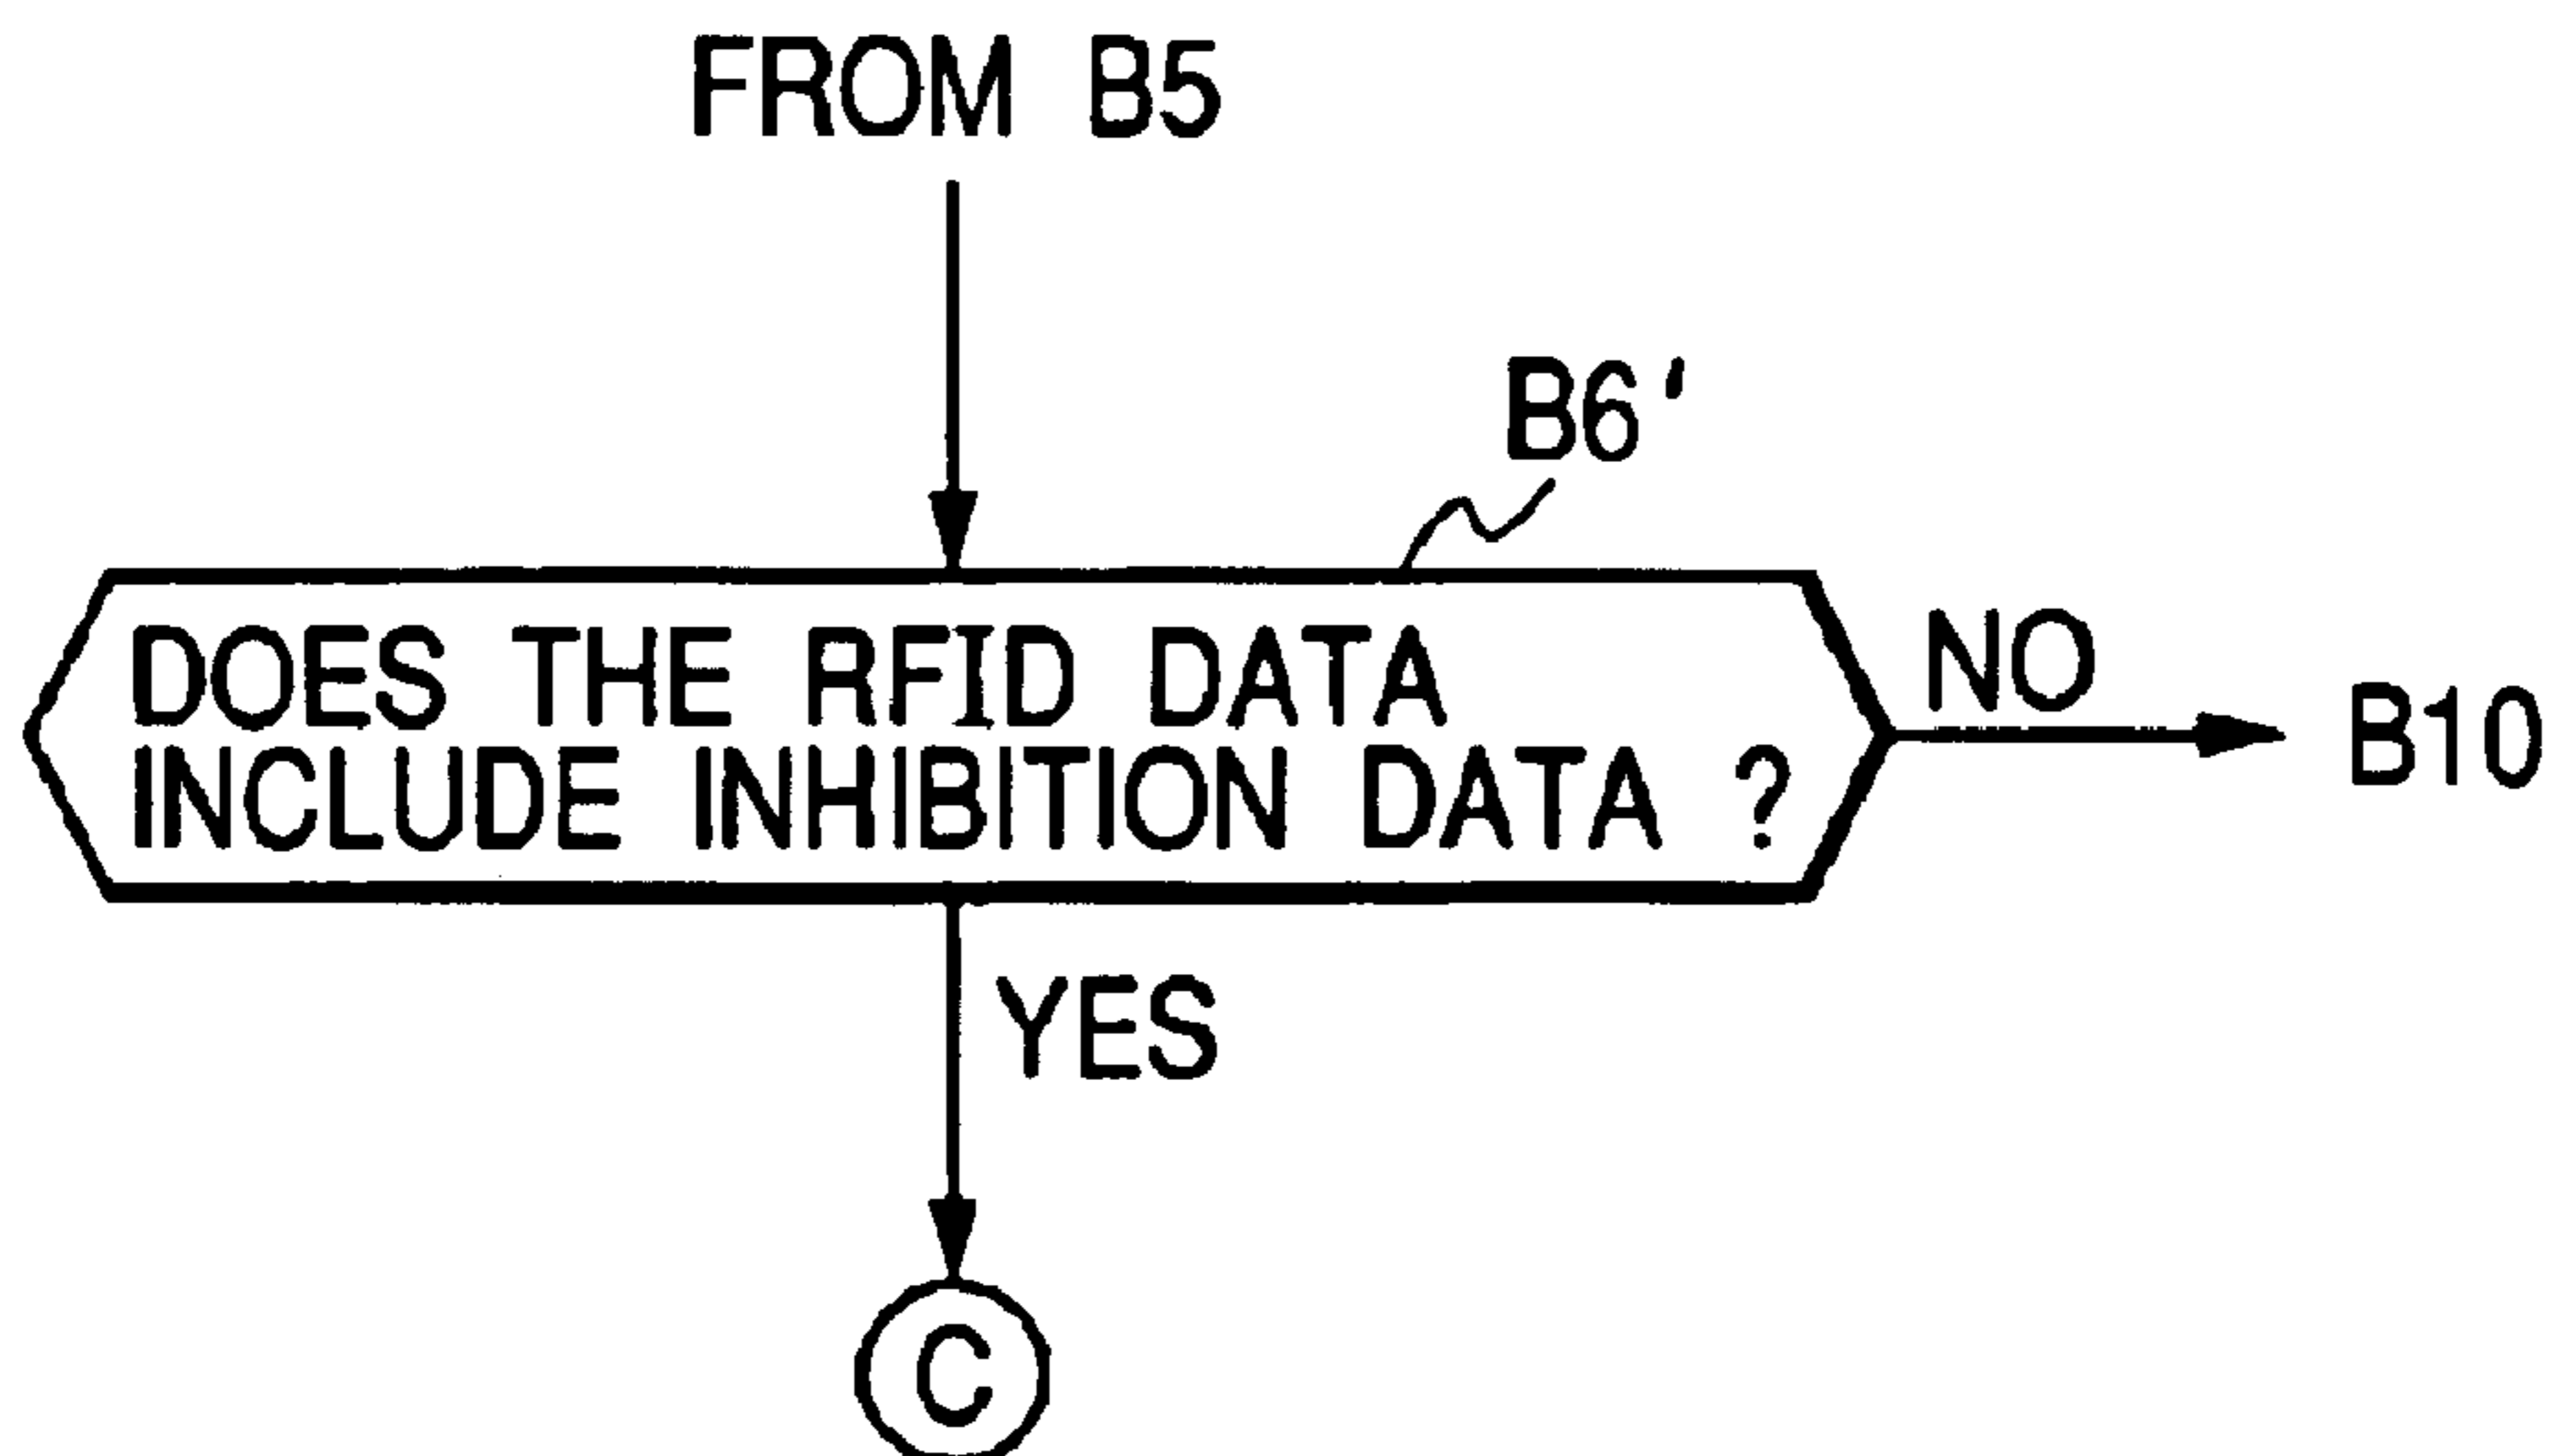 FROM B5
B6'
DOES THE RFID DATA
INCLUDE INHIBITION DATA ?
NO
B10
YES
C